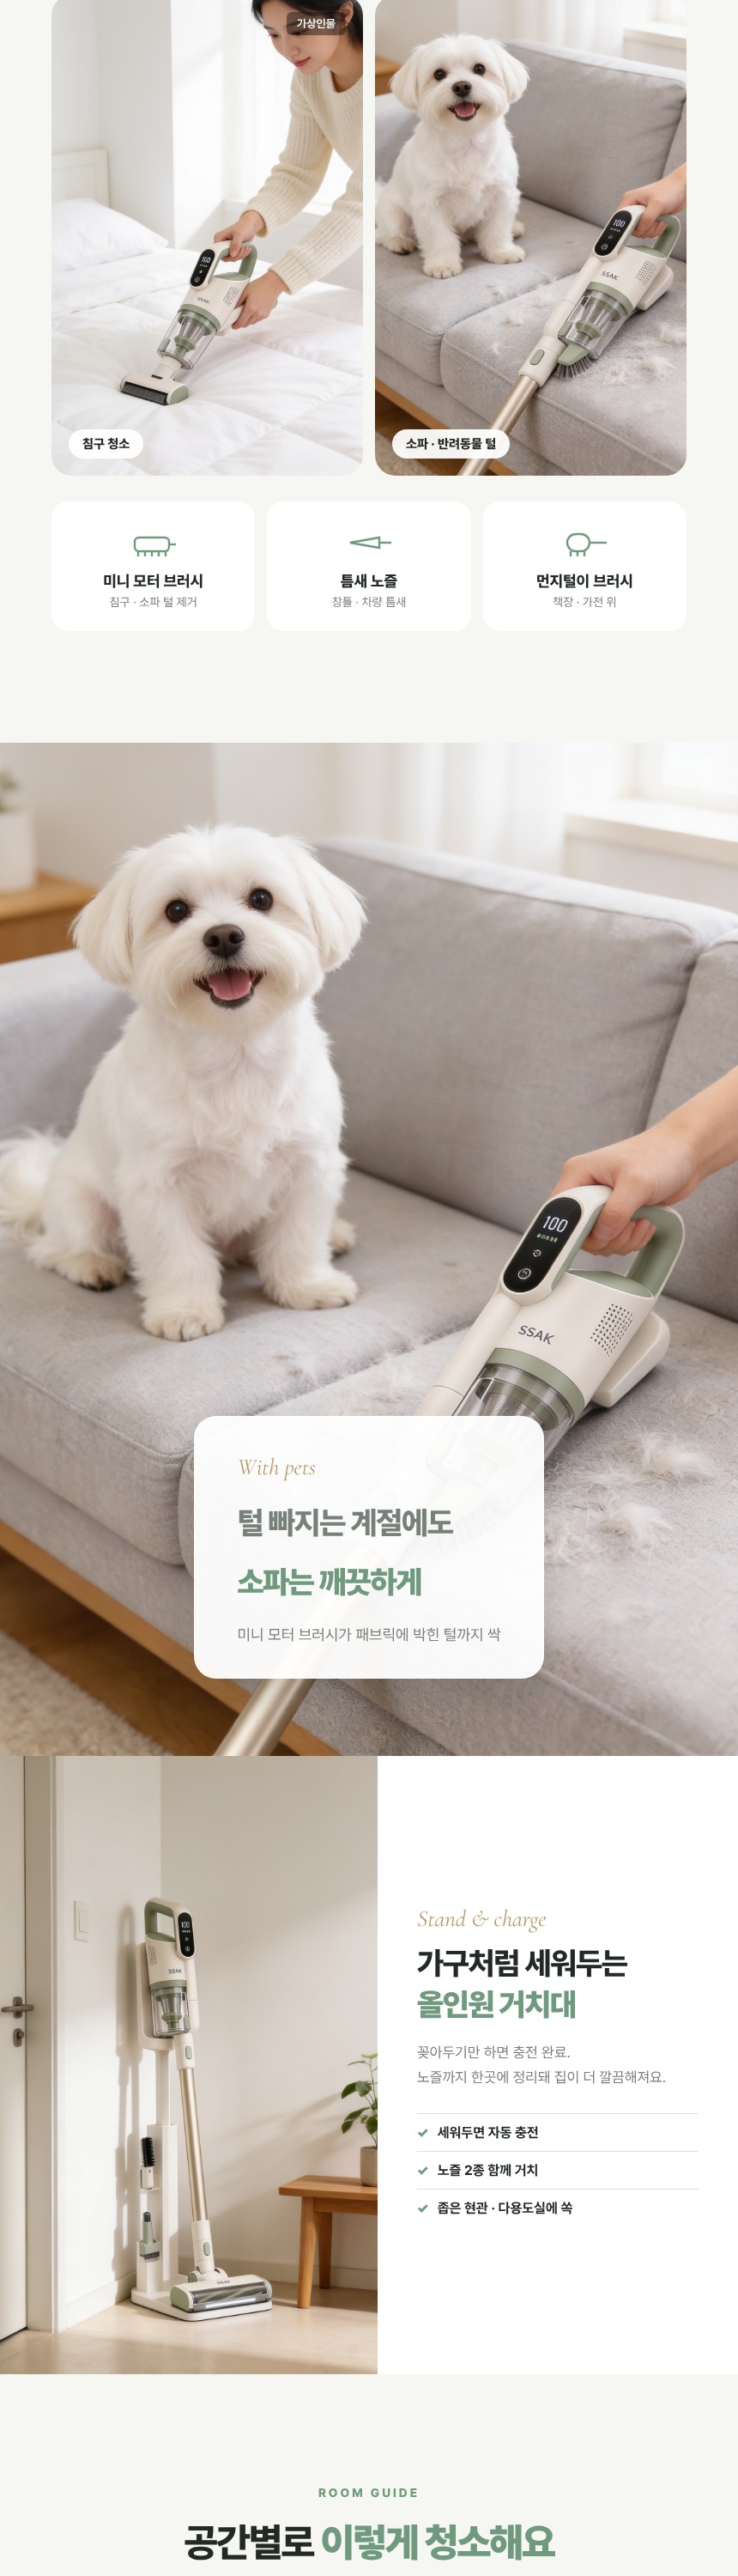 가상인물
100
SSAK
침구 청소
100
SSAK
소파 · 반려동물 털
미니 모터 브러시
침구 · 소파 털 제거
틈새 노즐
창틀 · 차량 틈새
먼지털이 브러시
책장 · 가전 위
100
SSAK
With pets
털 빠지는 계절에도
소파는 깨끗하게
미니 모터 브러시가 패브릭에 박힌 털까지 싹
100
SSAK
SSAK
Stand & charge
가구처럼 세워두는
올인원 거치대
꽂아두기만 하면 충전 완료.
노즐까지 한곳에 정리돼 집이 더 깔끔해져요.
세워두면 자동 충전
노즐 2종 함께 거치
좁은 현관 · 다용도실에 쏙
ROOM GUIDE
공간별로 이렇게 청소해요